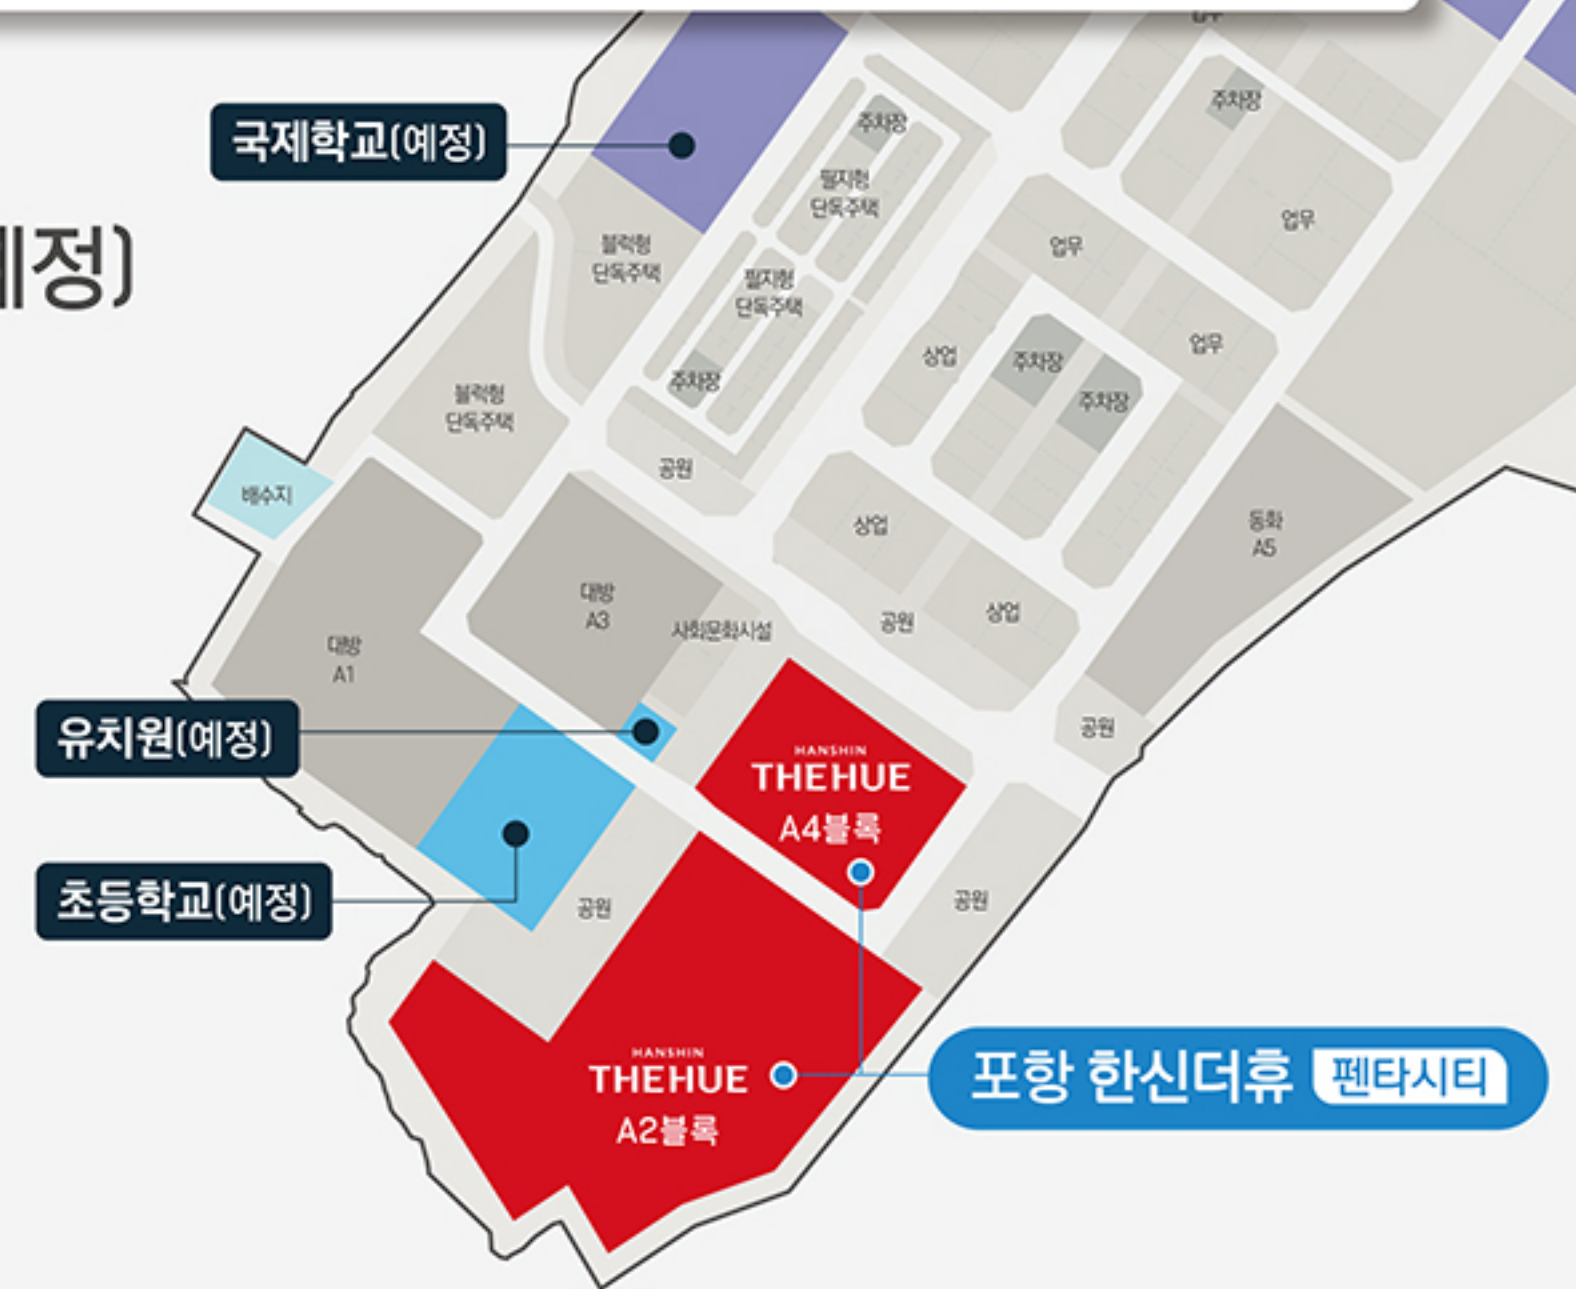 업무
주차장
국제학교(예정)
주차장
필지형
단독주택
업무
예정)
블럭형
단독주택
업무
필지형
단독주택
상업
주차장
업무
주차장
주차장
블럭형
단독주택
공원
배수지
상업
동화
A5
대방
A3
사회문화시설
공원
상업
대방
A1
유치원(예정)
공원
HANSHIN
THEHUE
A4블록
초등학교(예정)
공원
공원
HANSHIN
THEHUE
A2블록
포항 한신더휴 펜타시티